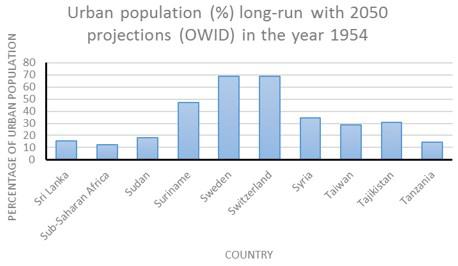 Urban population (%) long-run with 2050
projections (OWID) in the year 1954
PERCENTAGE OF URBAN POPULATION
80
70
60
50
40
30
20
10
0
Sri Lanka
Sub-Saharan Africa
Sudan
Suriname
Sweden
Switzerland
Syria
Taiwan
Tajikistan
Tanzania
COUNTRY